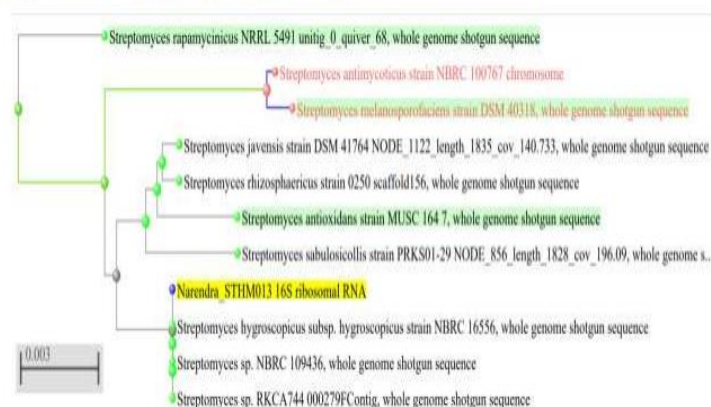 Streptomyces rapamycinicus NRRL 5491 unitig_0_quiver_68, whole genome shotgun sequence
Streptomyces antimycoticus strain NBRC 100767 chromosome
Streptomyces melanosporofaciens strain DSM 40318, whole genome shotgun sequence
Streptomyces javensis strain DSM 41764 NODE_1122_length_1835_cov_140.733, whole genome shotgun sequence
Streptomyces rhizosphaericus strain 0250 scaffold156, whole genome shotgun sequence
Streptomyces antioxidans strain MUSC 164 7, whole genome shotgun sequence
Streptomyces sabulosicollis strain PRKS01-29 NODE_856_length_1828_cov_196.09, whole genome s...
Narendra_STHM013 16S ribosomal RNA
Streptomyces hygroscopicus subsp. hygroscopicus strain NBRC 16556, whole genome shotgun sequence
0.003
Streptomyces sp. NBRC 109436, whole genome shotgun sequence
Streptomyces sp. RKCA744 000279FContig, whole genome shotgun sequence